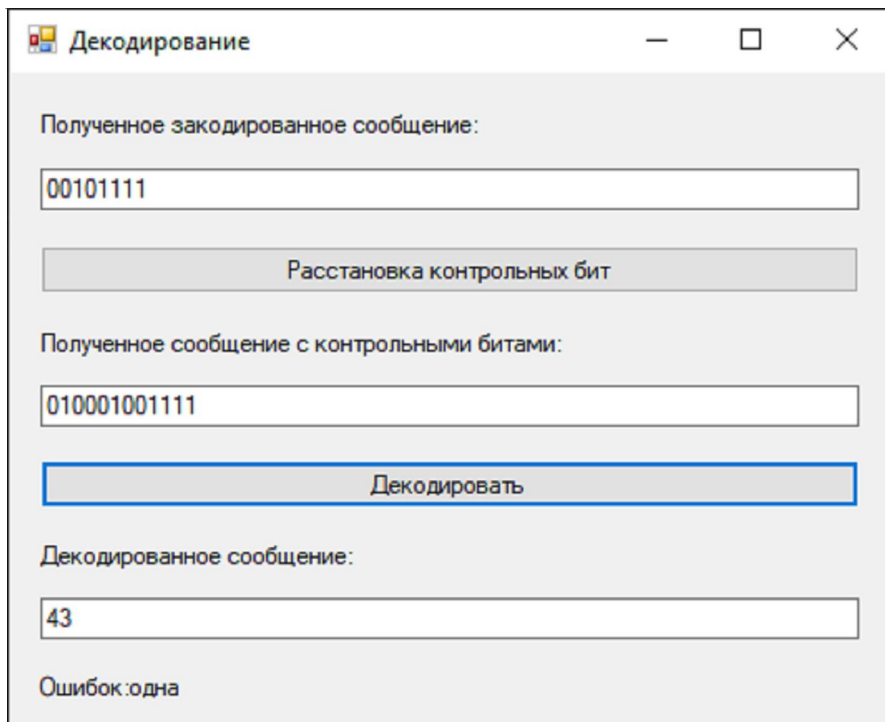 Декодирование
Полученное закодированное сообщение:
00101111
Расстановка контрольных бит
Полученное сообщение с контрольными битами:
010001001111
Декодировать
Декодированное сообщение:
43
Ошибок:одна